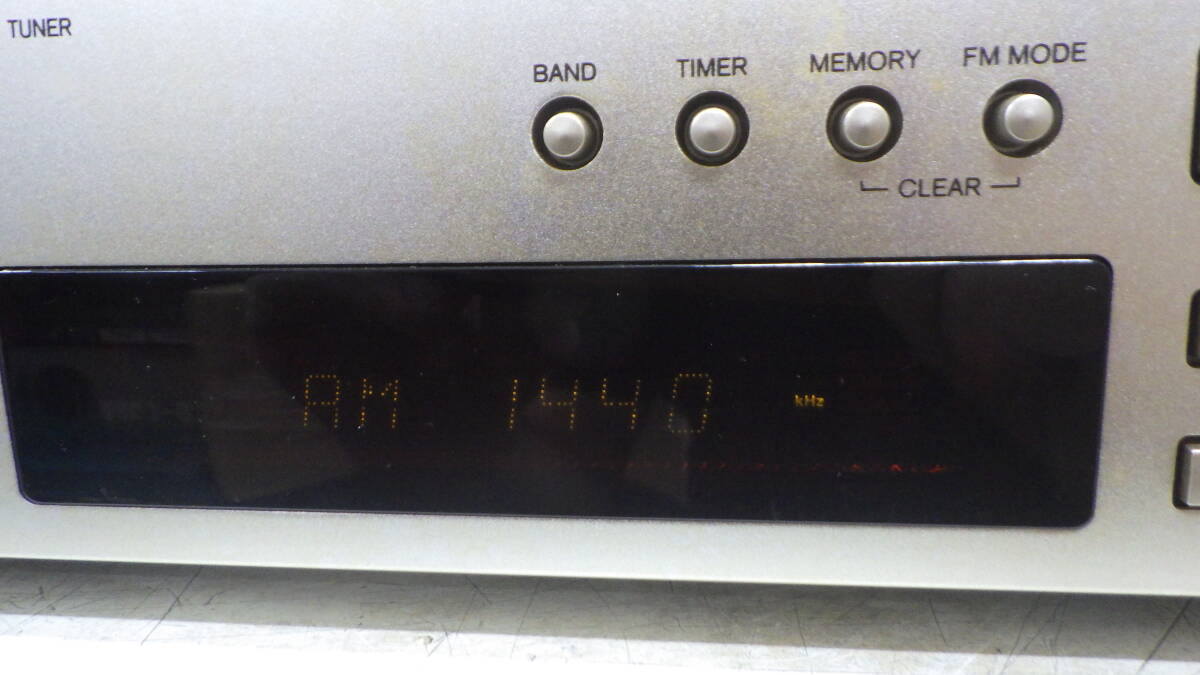 TUNER
BAND TIMER MEMORY FM MODE
CLEAR
AM 1440 kHz